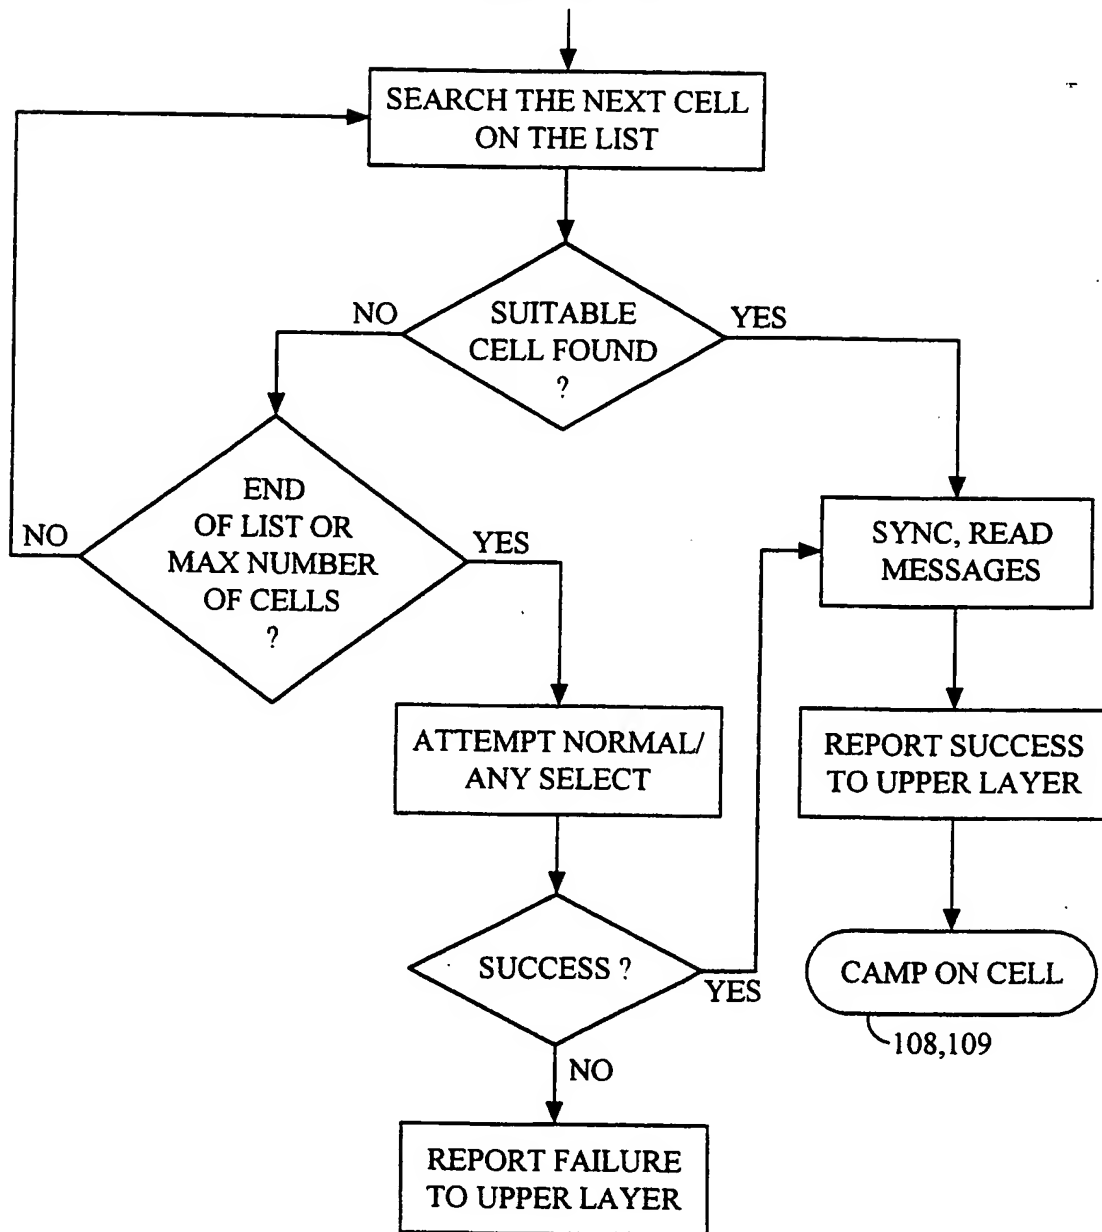 SEARCH THE NEXT CELL
ON THE LIST
NO
SUITABLE
CELL FOUND
?
YES
NO
END
OF LIST OR
MAX NUMBER
OF CELLS
?
YES
SYNC, READ
MESSAGES
ATTEMPT NORMAL/
ANY SELECT
REPORT SUCCESS
TO UPPER LAYER
SUCCESS ?
YES
CAMP ON CELL
108,109
NO
REPORT FAILURE
TO UPPER LAYER